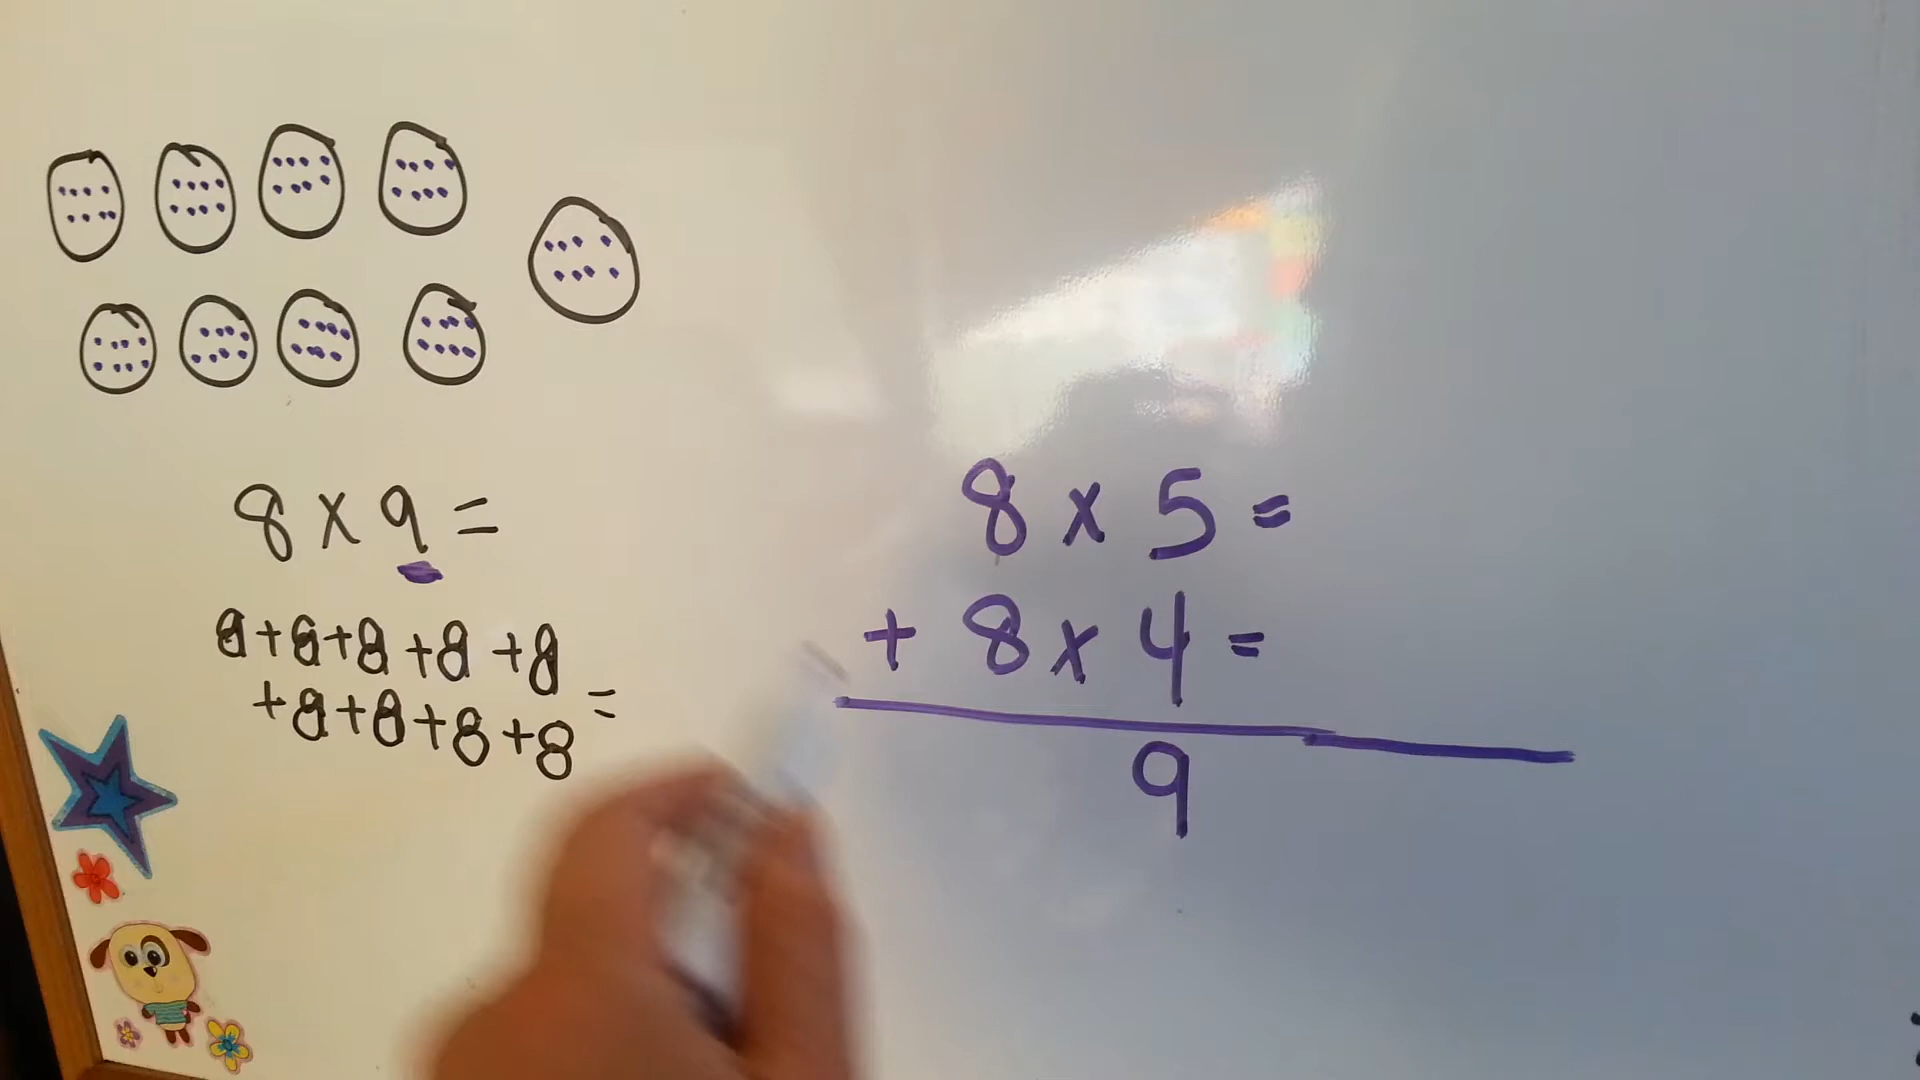 8 x 9 =
8+8+8+8+8
+8+8+8+8 =
8 x 5 =
+ 8 x 4 =
9